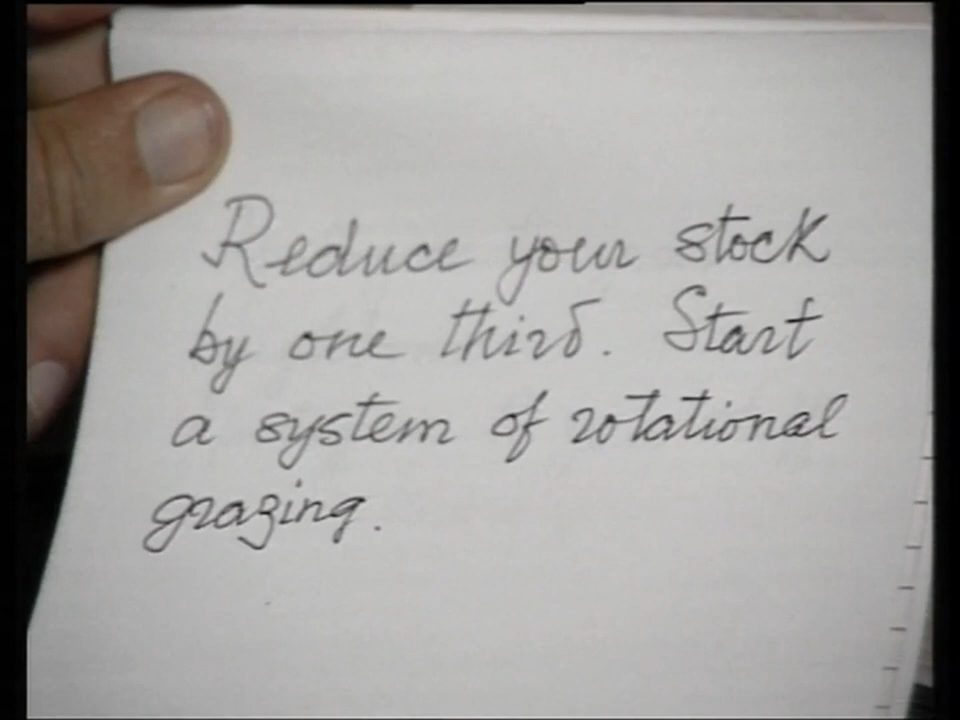 Reduce your stock
by one third. Start
a system of rotational
grazing.